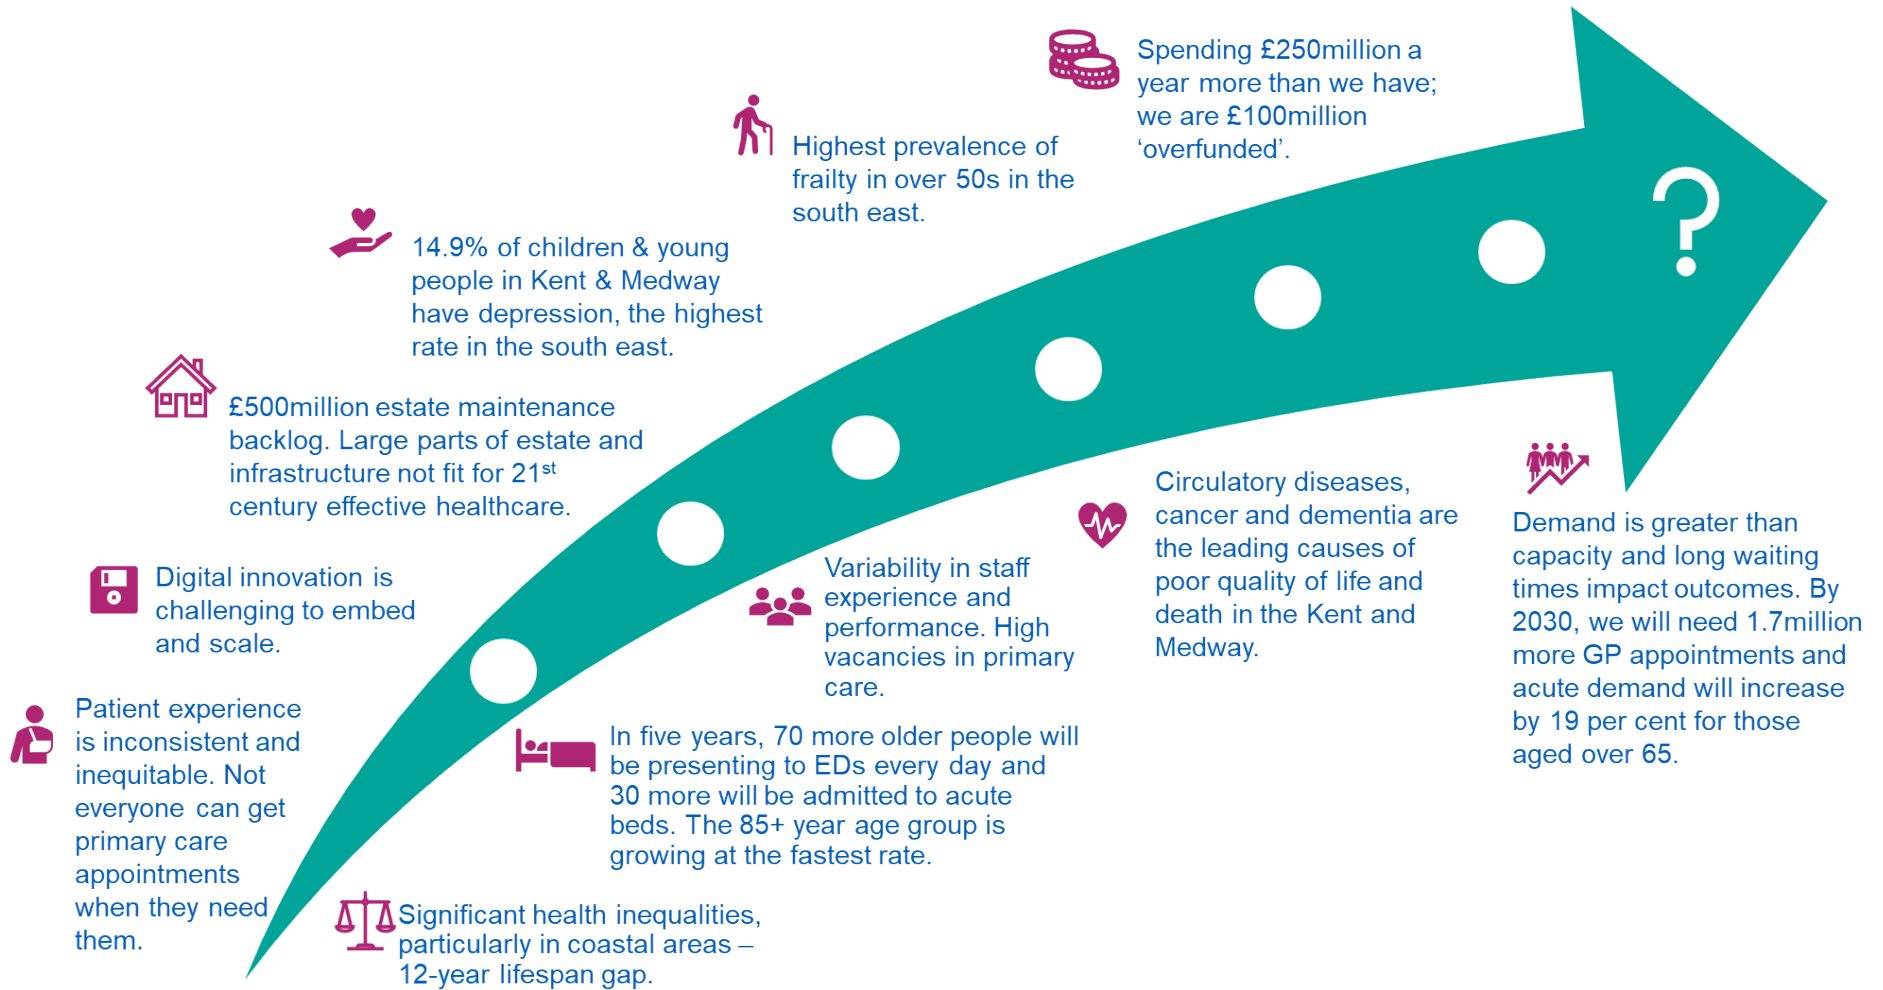 Spending £250million a
year more than we have;
we are £100million
‘overfunded’.
Highest prevalence of
frailty in over 50s in the
south east.
14.9% of children & young
people in Kent & Medway
have depression, the highest
rate in the south east.
£500million estate maintenance
backlog. Large parts of estate and
infrastructure not fit for 21st
century effective healthcare.
Digital innovation is
challenging to embed
and scale.
Patient experience
is inconsistent and
inequitable. Not
everyone can get
primary care
appointments
when they need
them.
?
Significant health inequalities,
particularly in coastal areas –
12-year lifespan gap.
In five years, 70 more older people will
be presenting to EDs every day and
30 more will be admitted to acute
beds. The 85+ year age group is
growing at the fastest rate.
Variability in staff
experience and
performance. High
vacancies in primary
care.
Circulatory diseases,
cancer and dementia are
the leading causes of
poor quality of life and
death in the Kent and
Medway.
Demand is greater than
capacity and long waiting
times impact outcomes. By
2030, we will need 1.7million
more GP appointments and
acute demand will increase
by 19 per cent for those
aged over 65.